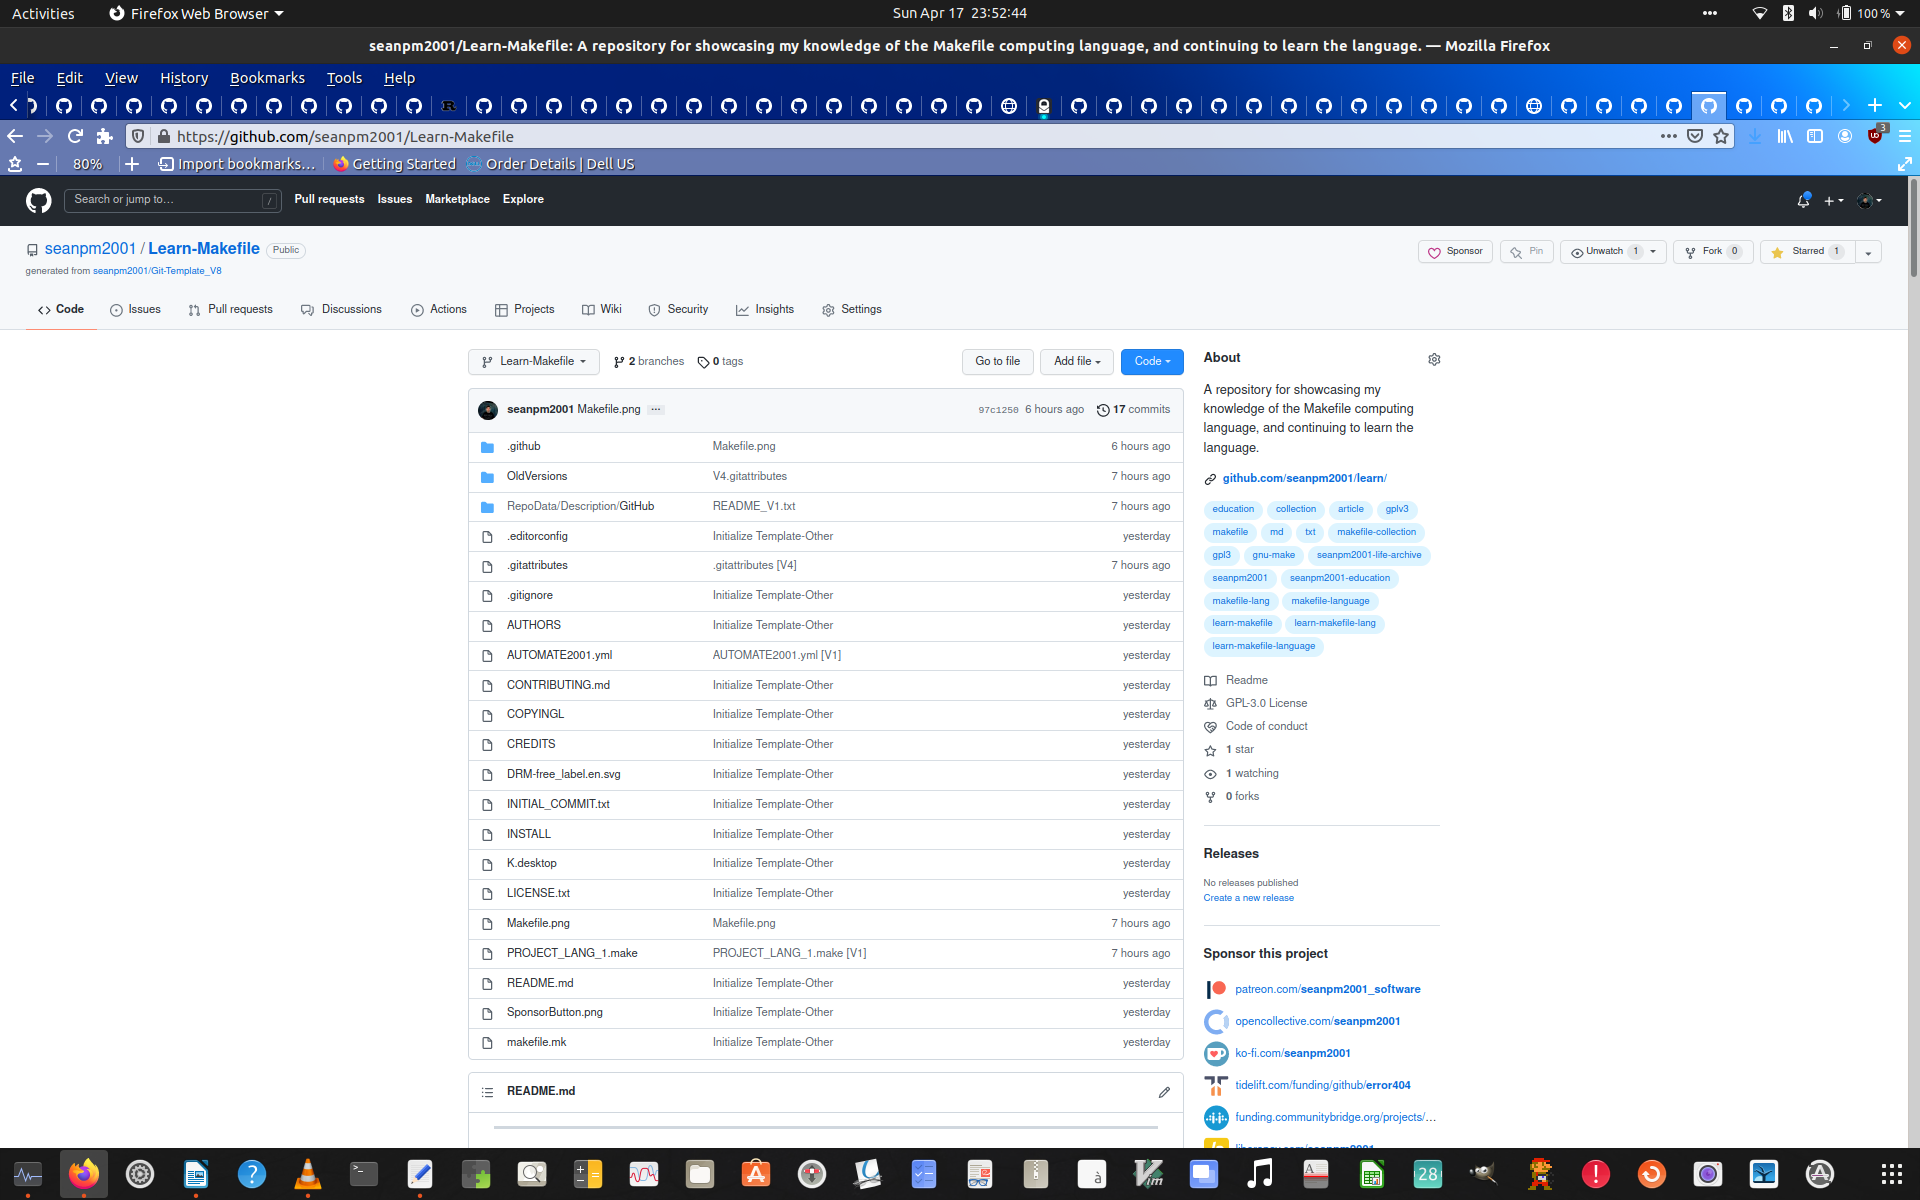 Activities Firefox Web Browser Sun Apr 17 23:52:44 100 %
seanpm2001/Learn-Makefile: A repository for showcasing my knowledge of the Makefile computing language, and continuing to learn the language. — Mozilla Firefox
File Edit View History Bookmarks Tools Help
https://github.com/seanpm2001/Learn-Makefile 3
80% Import bookmarks... Getting Started Order Details | Dell US
Search or jump to... / Pull requests Issues Marketplace Explore
seanpm2001 / Learn-Makefile Public Sponsor Pin Unwatch 1 Fork 0 Starred 1
generated from seanpm2001/Git-Template_V8
Code Issues Pull requests Discussions Actions Projects Wiki Security Insights Settings
Learn-Makefile 2 branches 0 tags Go to file Add file Code
seanpm2001 Makefile.png ... 97c1250 6 hours ago 17 commits
.github Makefile.png 6 hours ago
OldVersions V4.gitattributes 7 hours ago
RepoData/Description/GitHub README_V1.txt 7 hours ago
.editorconfig Initialize Template-Other yesterday
.gitattributes .gitattributes [V4] 7 hours ago
.gitignore Initialize Template-Other yesterday
AUTHORS Initialize Template-Other yesterday
AUTOMATE2001.yml AUTOMATE2001.yml [V1] yesterday
CONTRIBUTING.md Initialize Template-Other yesterday
COPYINGL Initialize Template-Other yesterday
CREDITS Initialize Template-Other yesterday
DRM-free_label.en.svg Initialize Template-Other yesterday
INITIAL_COMMIT.txt Initialize Template-Other yesterday
INSTALL Initialize Template-Other yesterday
K.desktop Initialize Template-Other yesterday
LICENSE.txt Initialize Template-Other yesterday
Makefile.png Makefile.png 7 hours ago
PROJECT_LANG_1.make PROJECT_LANG_1.make [V1] 7 hours ago
README.md Initialize Template-Other yesterday
SponsorButton.png Initialize Template-Other yesterday
makefile.mk Initialize Template-Other yesterday
README.md
About
A repository for showcasing my
knowledge of the Makefile computing
language, and continuing to learn the
language.
github.com/seanpm2001/learn/
education collection article gplv3
makefile md txt makefile-collection
gpl3 gnu-make seanpm2001-life-archive
seanpm2001 seanpm2001-education
makefile-lang makefile-language
learn-makefile learn-makefile-lang
learn-makefile-language
Readme
GPL-3.0 License
Code of conduct
1 star
1 watching
0 forks
Releases
No releases published
Create a new release
Sponsor this project
patreon.com/seanpm2001_software
opencollective.com/seanpm2001
ko-fi.com/seanpm2001
tidelift.com/funding/github/error404
funding.communitybridge.org/projects/...
28